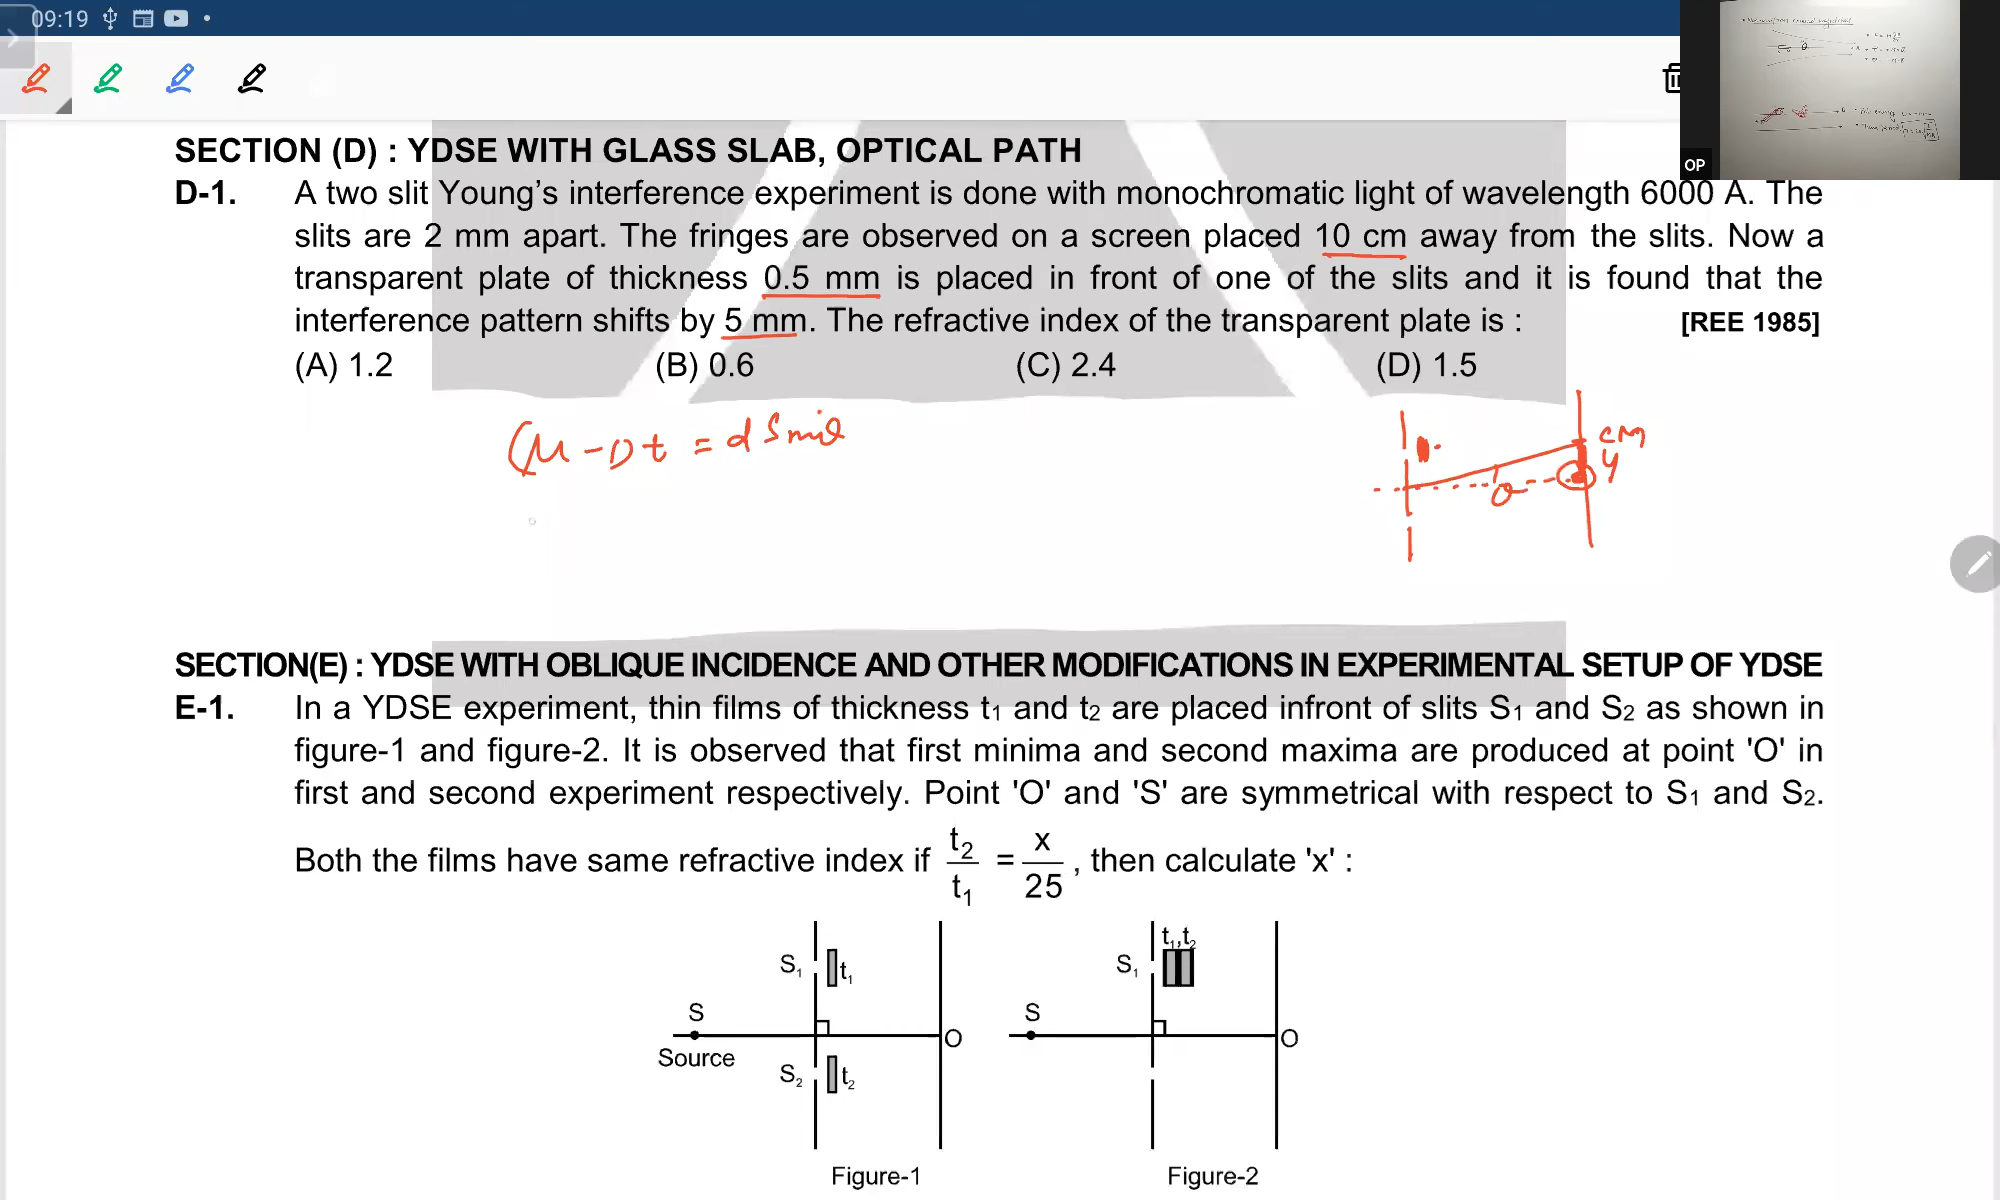 09:19
OP
SECTION (D) : YDSE WITH GLASS SLAB, OPTICAL PATH
D-1. A two slit Young’s interference experiment is done with monochromatic light of wavelength 6000 A. The
slits are 2 mm apart. The fringes are observed on a screen placed 10 cm away from the slits. Now a
transparent plate of thickness 0.5 mm is placed in front of one of the slits and it is found that the
interference pattern shifts by 5 mm. The refractive index of the transparent plate is : [REE 1985]
(A) 1.2 (B) 0.6 (C) 2.4 (D) 1.5
(μ-1)t = d sinθ
CM
y
θ
SECTION(E) : YDSE WITH OBLIQUE INCIDENCE AND OTHER MODIFICATIONS IN EXPERIMENTAL SETUP OF YDSE
E-1. In a YDSE experiment, thin films of thickness t₁ and t₂ are placed infront of slits S₁ and S₂ as shown in
figure-1 and figure-2. It is observed that first minima and second maxima are produced at point 'O' in
first and second experiment respectively. Point 'O' and 'S' are symmetrical with respect to S₁ and S₂.
Both the films have same refractive index if t₂/t₁ = x/25, then calculate 'x' :
S₁ t₁
S
Source
O
S₂ t₂
Figure-1
t₁,t₂
S₁
S
O
Figure-2